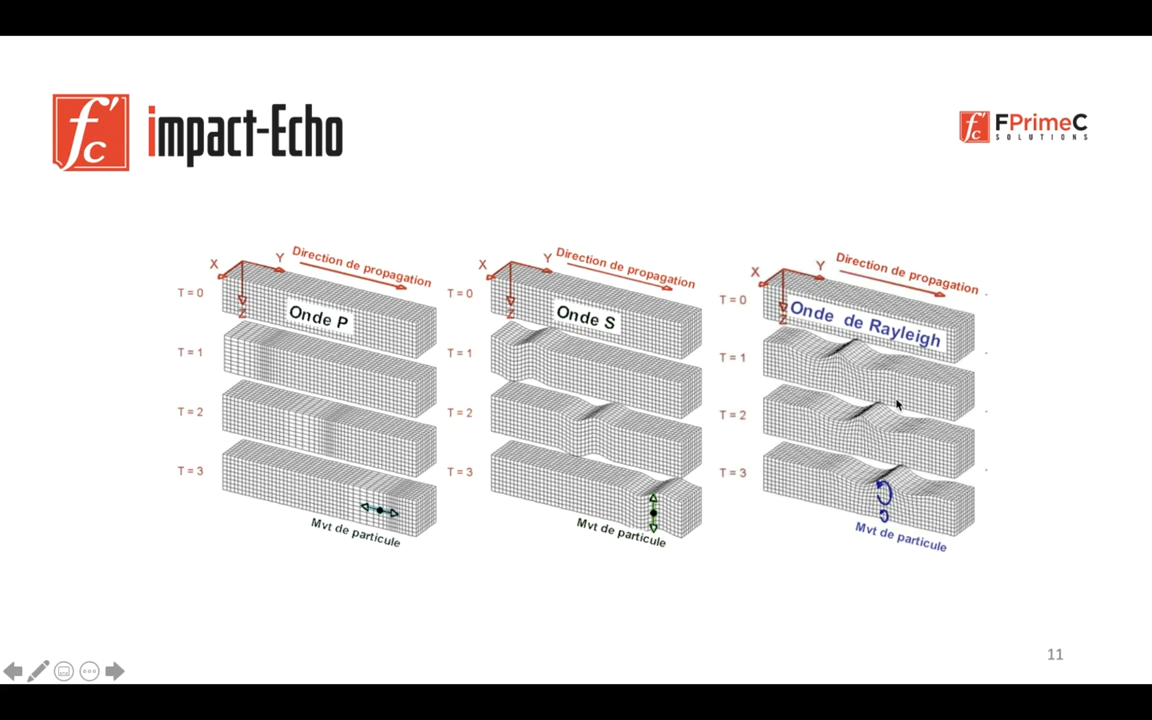 f'c
impact-Echo
f'c
FPrimeC
SOLUTIONS
X
Y
Z
Direction de propagation
T = 0
Onde P
T = 1
T = 2
T = 3
Mvt de particule
X
Y
Z
Direction de propagation
T = 0
Onde S
T = 1
T = 2
T = 3
Mvt de particule
X
Y
Z
Direction de propagation
T = 0
Onde de Rayleigh
T = 1
T = 2
T = 3
Mvt de particule
11